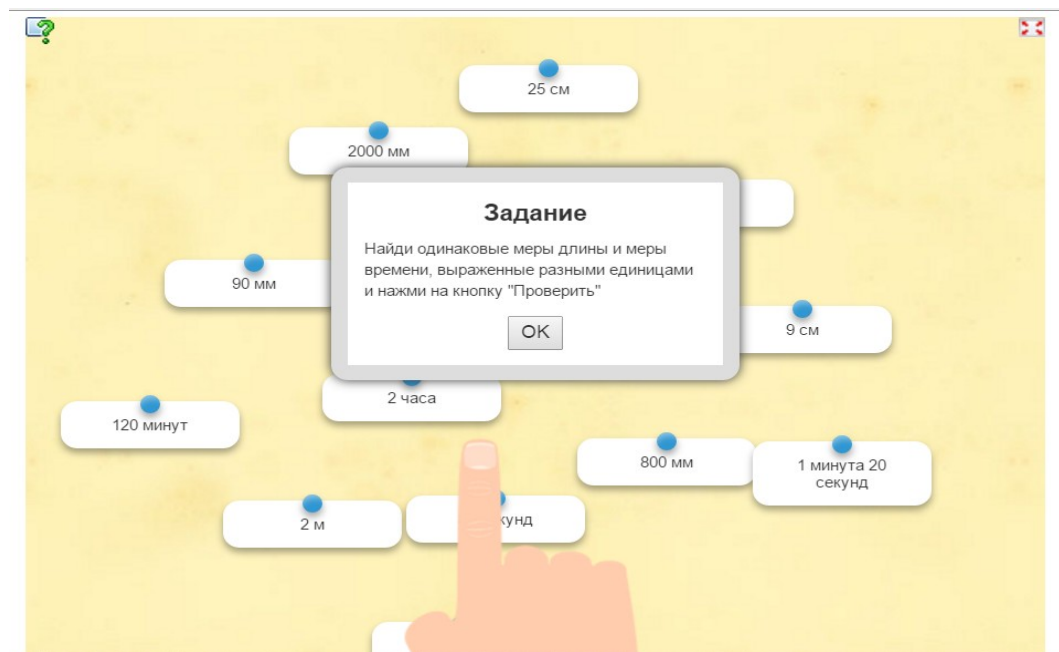 25 см
2000 мм
Задание
Найди одинаковые меры длины и меры
времени, выраженные разными единицами
и нажми на кнопку "Проверить"
OK
90 мм
9 см
2 часа
120 минут
800 мм
1 минута 20
секунд
2 м